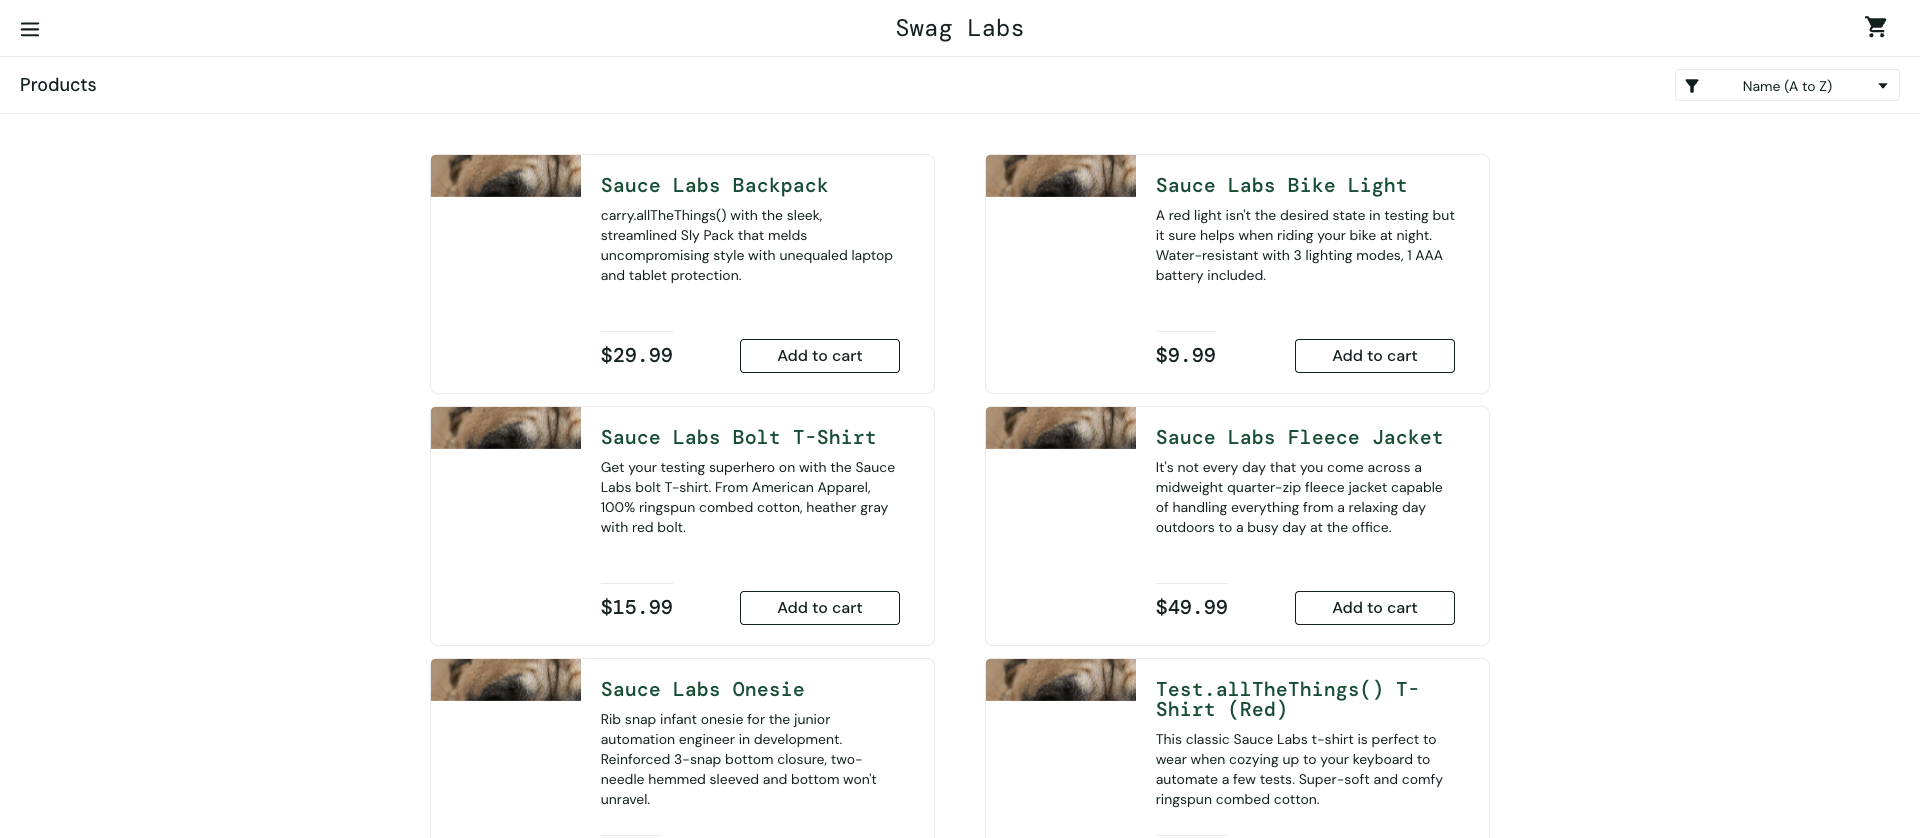 Swag Labs
Products
Name (A to Z)
Sauce Labs Backpack
carry.allTheThings() with the sleek,
streamlined Sly Pack that melds
uncompromising style with unequaled laptop
and tablet protection.
$29.99
Add to cart
Sauce Labs Bike Light
A red light isn't the desired state in testing but
it sure helps when riding your bike at night.
Water-resistant with 3 lighting modes, 1 AAA
battery included.
$9.99
Add to cart
Sauce Labs Bolt T-Shirt
Get your testing superhero on with the Sauce
Labs bolt T-shirt. From American Apparel,
100% ringspun combed cotton, heather gray
with red bolt.
$15.99
Add to cart
Sauce Labs Fleece Jacket
It's not every day that you come across a
midweight quarter-zip fleece jacket capable
of handling everything from a relaxing day
outdoors to a busy day at the office.
$49.99
Add to cart
Sauce Labs Onesie
Rib snap infant onesie for the junior
automation engineer in development.
Reinforced 3-snap bottom closure, two-
needle hemmed sleeved and bottom won't
unravel.
Test.allTheThings() T-
Shirt (Red)
This classic Sauce Labs t-shirt is perfect to
wear when cozying up to your keyboard to
automate a few tests. Super-soft and comfy
ringspun combed cotton.